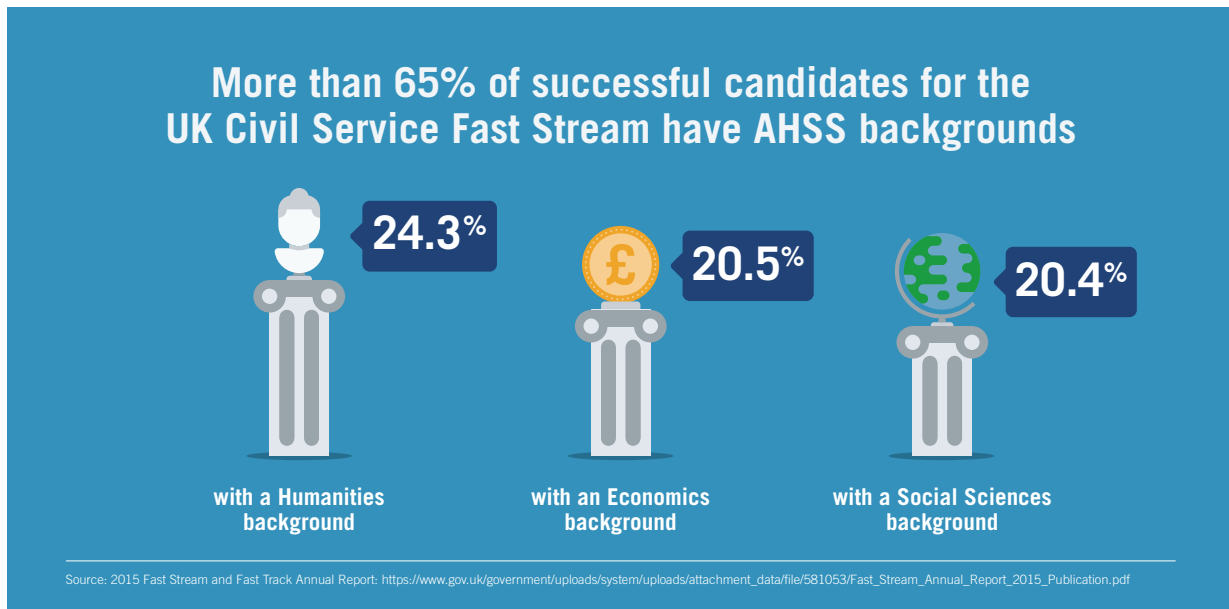 More than 65% of successful candidates for the
UK Civil Service Fast Stream have AHSS backgrounds
24.3%
£
20.5%
20.4%
with a Humanities
background
with an Economics
background
with a Social Sciences
background
Source: 2015 Fast Stream and Fast Track Annual Report: https://www.gov.uk/government/uploads/system/uploads/attachment_data/file/581053/Fast_Stream_Annual_Report_2015_Publication.pdf